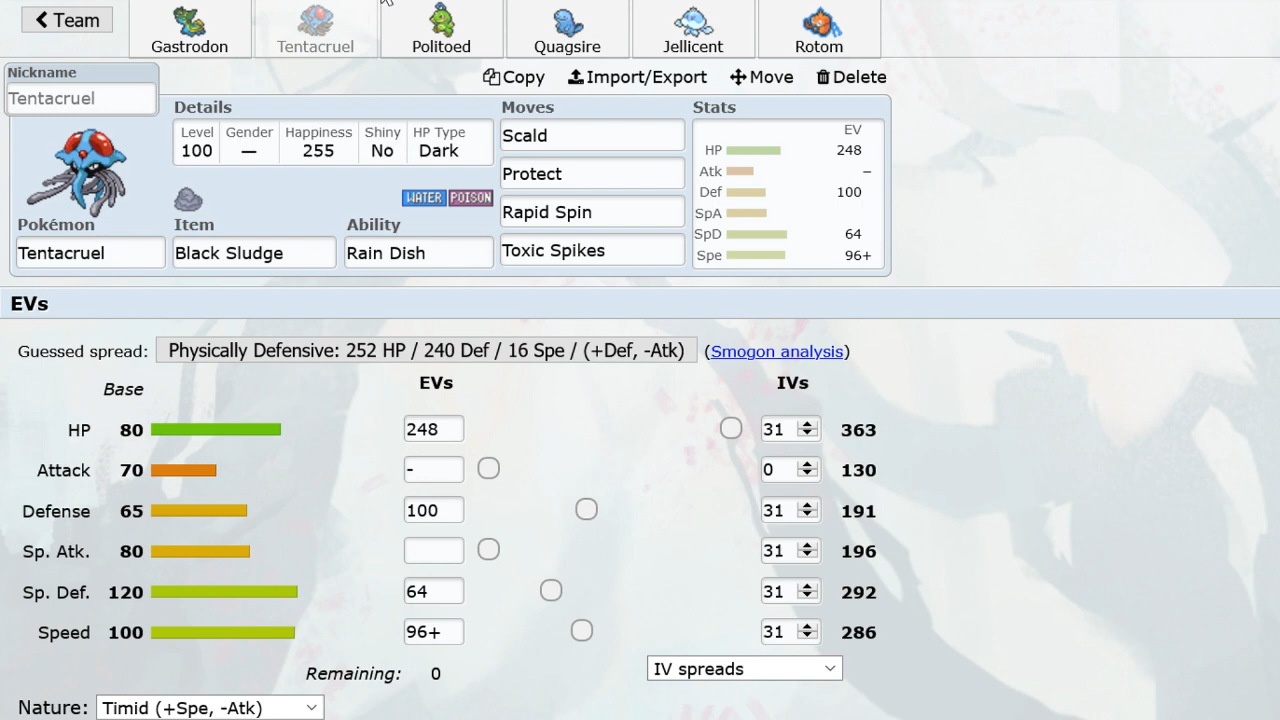 Team
Gastrodon Tentacruel Politoed Quagsire Jellicent Rotom
Nickname
Tentacruel
Copy Import/Export Move Delete
Details Moves Stats
Level Gender Happiness Shiny HP Type
100 — 255 No Dark
Scald
Protect
Rapid Spin
Toxic Spikes
EV
HP 248
Atk –
Def 100
SpA
SpD 64
Spe 96+
WATER POISON
Pokémon Item Ability
Tentacruel Black Sludge Rain Dish
EVs
Guessed spread: Physically Defensive: 252 HP / 240 Def / 16 Spe / (+Def, -Atk) (Smogon analysis)
Base EVs IVs
HP 80 248 31 363
Attack 70 - 0 130
Defense 65 100 31 191
Sp. Atk. 80 31 196
Sp. Def. 120 64 31 292
Speed 100 96+ 31 286
Remaining: 0 IV spreads
Nature: Timid (+Spe, -Atk)